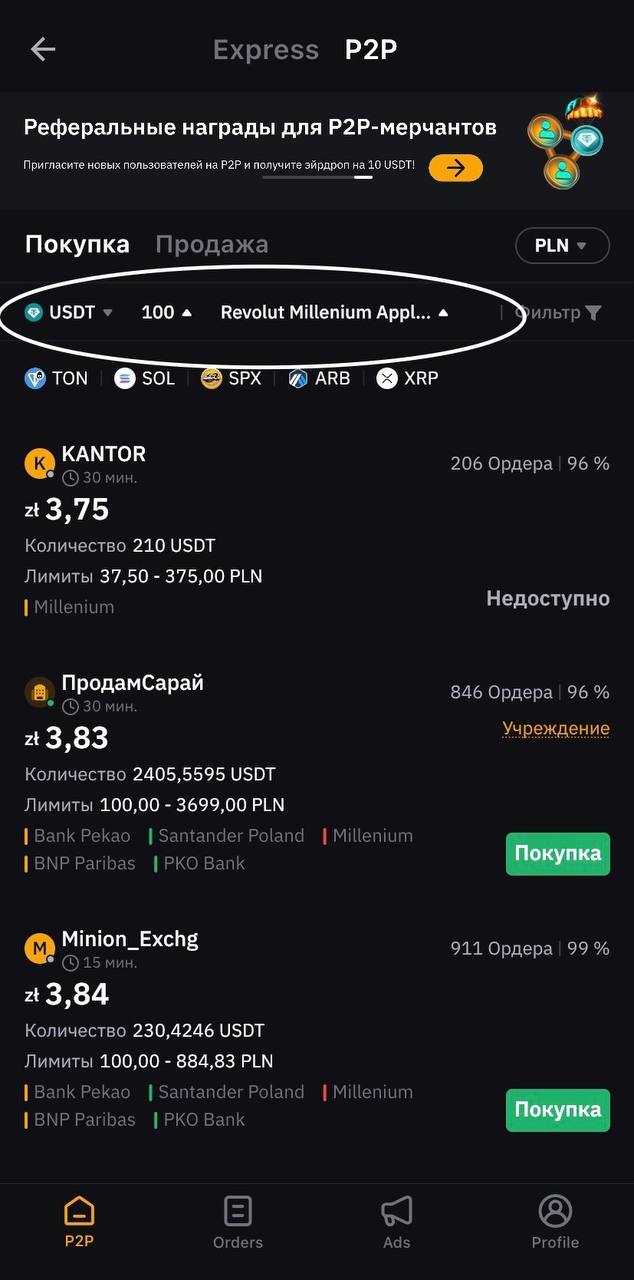 Express P2P
Реферальные награды для P2P-мерчантов
Пригласите новых пользователей на P2P и получите эйрдроп на 10 USDT!
Покупка Продажа PLN
USDT 100 Revolut Millenium Appl... Фильтр
TON SOL SPX ARB XRP
K KANTOR 206 Ордера | 96 %
30 мин.
zł 3,75
Количество 210 USDT
Лимиты 37,50 - 375,00 PLN
Millenium Недоступно
ПродамСарай 846 Ордера | 96 %
30 мин.
zł 3,83 Учреждение
Количество 2405,5595 USDT
Лимиты 100,00 - 3699,00 PLN
Bank Pekao Santander Poland Millenium
BNP Paribas PKO Bank Покупка
M Minion_Exchg 911 Ордера | 99 %
15 мин.
zł 3,84
Количество 230,4246 USDT
Лимиты 100,00 - 884,83 PLN
Bank Pekao Santander Poland Millenium
BNP Paribas PKO Bank Покупка
P2P Orders Ads Profile